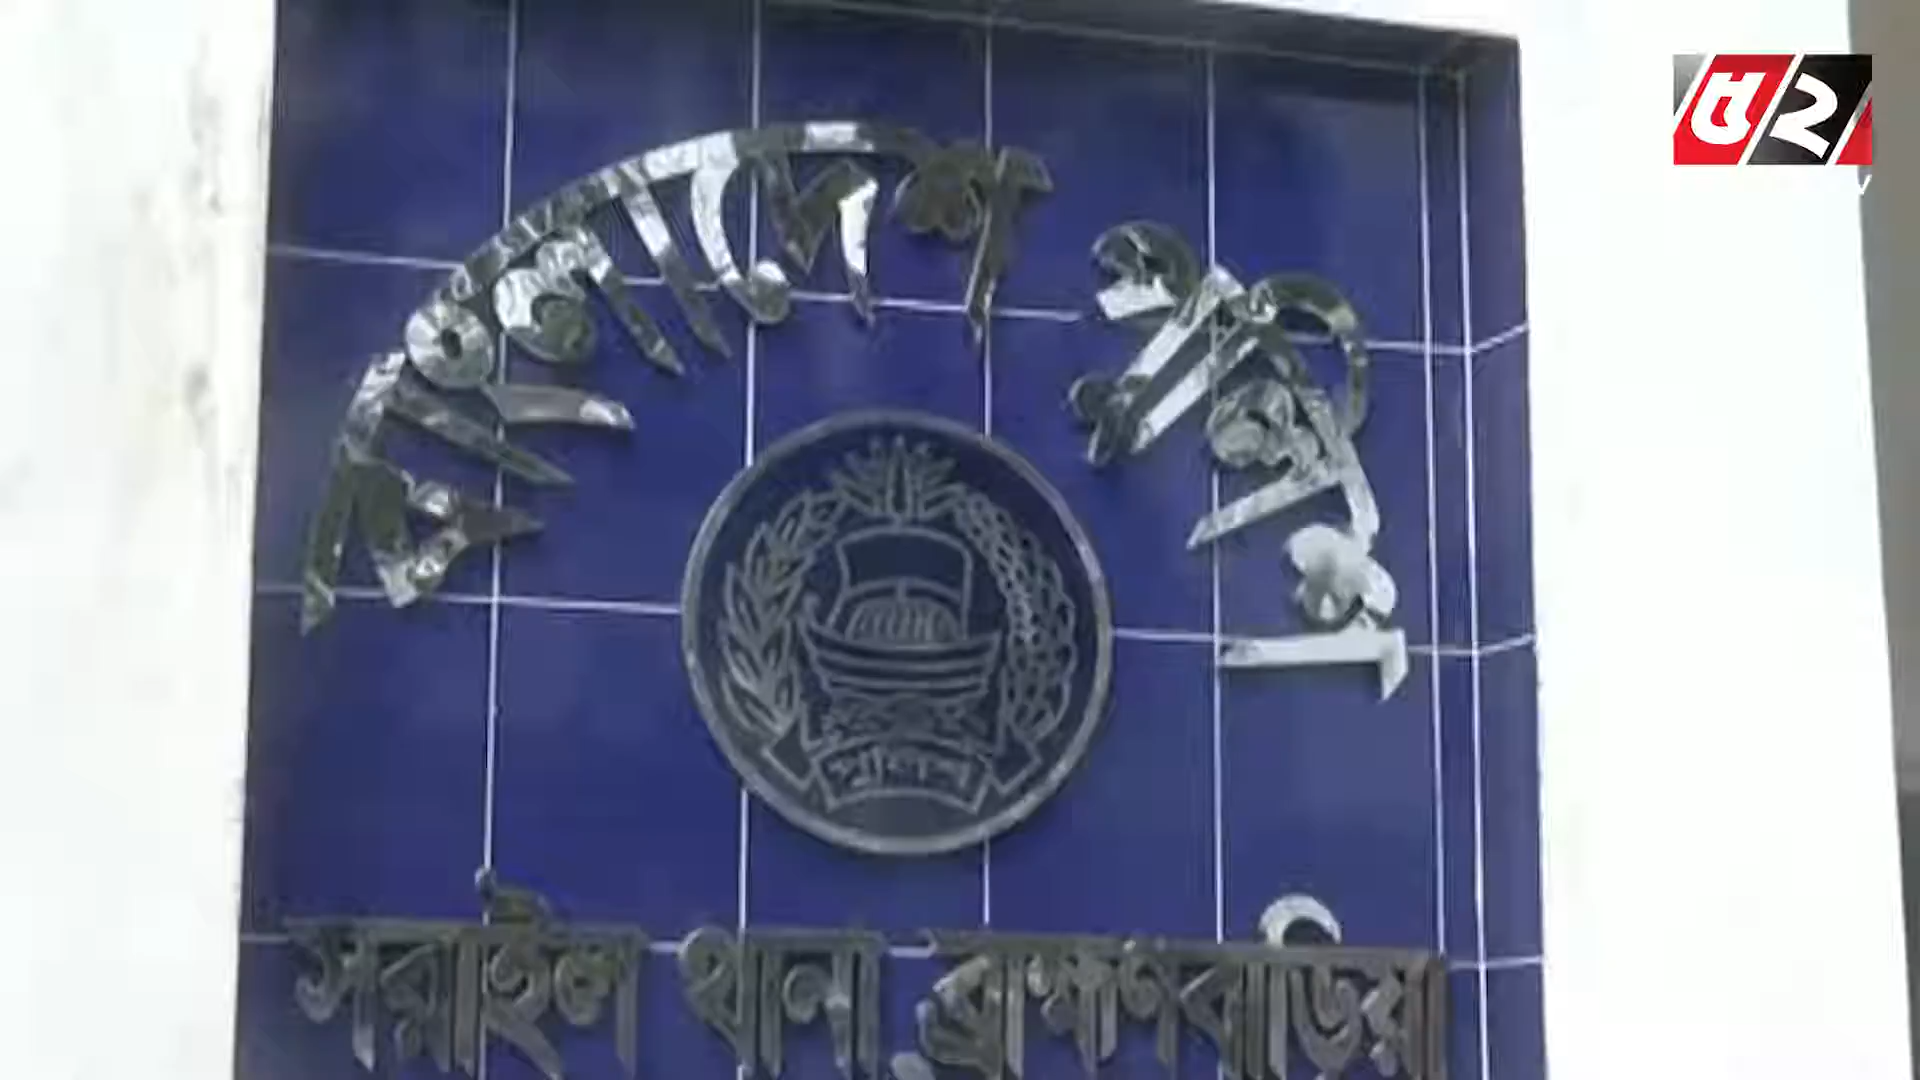 বাংলাদেশ পুলিশ
পুলিশ
সরাইল থানা, ব্রাহ্মণবাড়িয়া